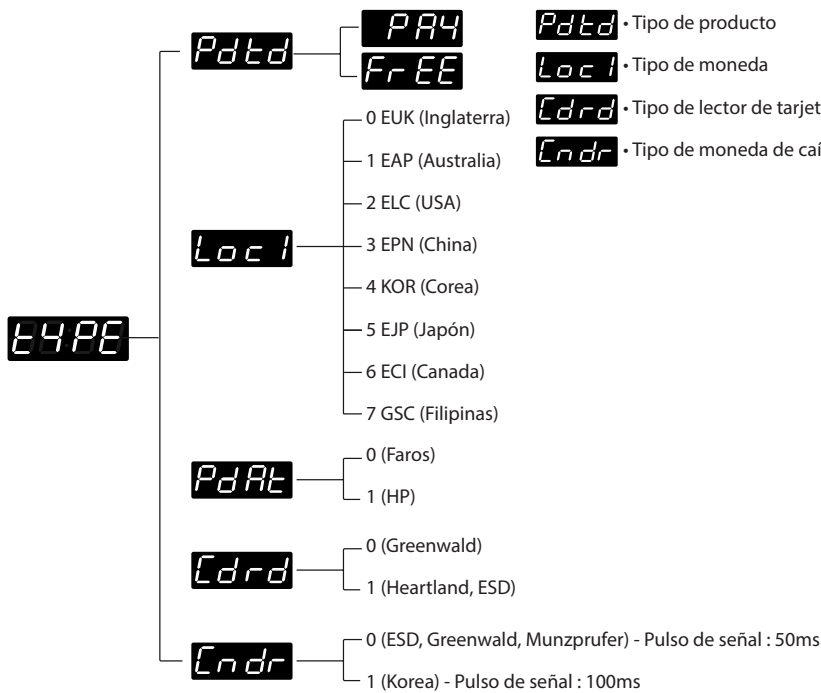 Pdtd
PAY
FrEE
Pdtd • Tipo de producto
Loc1 • Tipo de moneda
Cdrd • Tipo de lector de tarjet
Cndr • Tipo de moneda de caí
0 EUK (Inglaterra)
1 EAP (Australia)
2 ELC (USA)
Loc1
3 EPN (China)
4 KOR (Corea)
tYPE
5 EJP (Japón)
6 ECI (Canada)
7 GSC (Filipinas)
PdAt
0 (Faros)
1 (HP)
Cdrd
0 (Greenwald)
1 (Heartland, ESD)
Cndr
0 (ESD, Greenwald, Munzprufer) - Pulso de señal : 50ms
1 (Korea) - Pulso de señal : 100ms